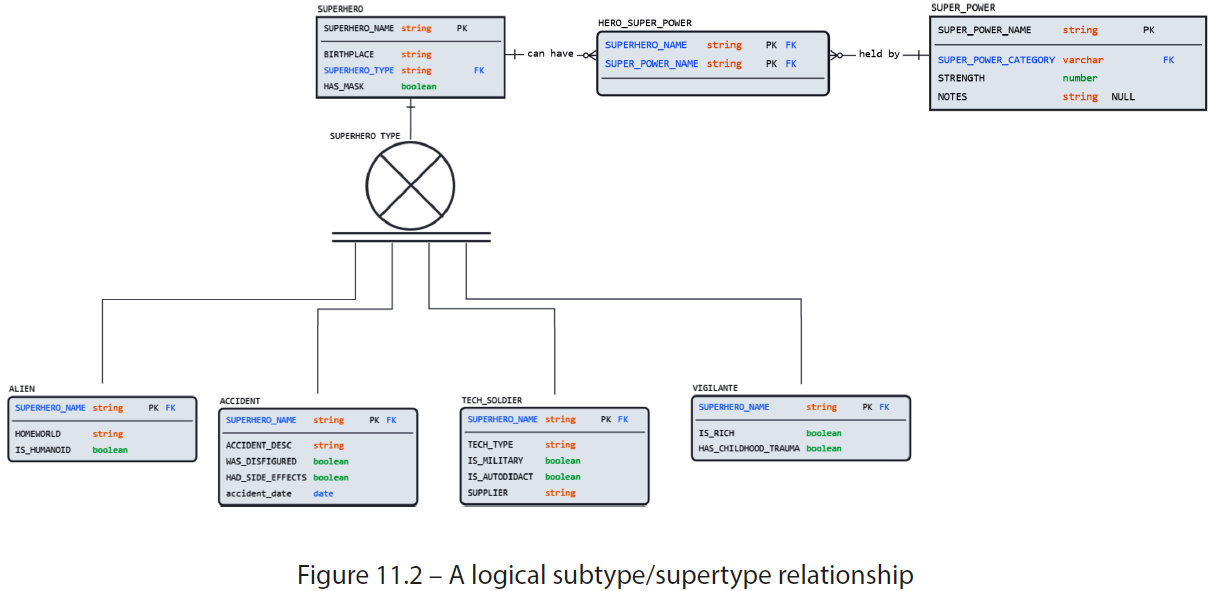 SUPERHERO
SUPERHERO_NAME string PK
BIRTHPLACE string
SUPERHERO_TYPE string FK
HAS_MASK boolean
can have
HERO_SUPER_POWER
SUPERHERO_NAME string PK FK
SUPER_POWER_NAME string PK FK
held by
SUPER_POWER
SUPER_POWER_NAME string PK
SUPER_POWER_CATEGORY varchar FK
STRENGTH number
NOTES string NULL
SUPERHERO TYPE
ALIEN
SUPERHERO_NAME string PK FK
HOMEWORLD string
IS_HUMANOID boolean
ACCIDENT
SUPERHERO_NAME string PK FK
ACCIDENT_DESC string
WAS_DISFIGURED boolean
HAD_SIDE_EFFECTS boolean
accident_date date
TECH_SOLDIER
SUPERHERO_NAME string PK FK
TECH_TYPE string
IS_MILITARY boolean
IS_AUTODIDACT boolean
SUPPLIER string
VIGILANTE
SUPERHERO_NAME string PK FK
IS_RICH boolean
HAS_CHILDHOOD_TRAUMA boolean
Figure 11.2 – A logical subtype/supertype relationship